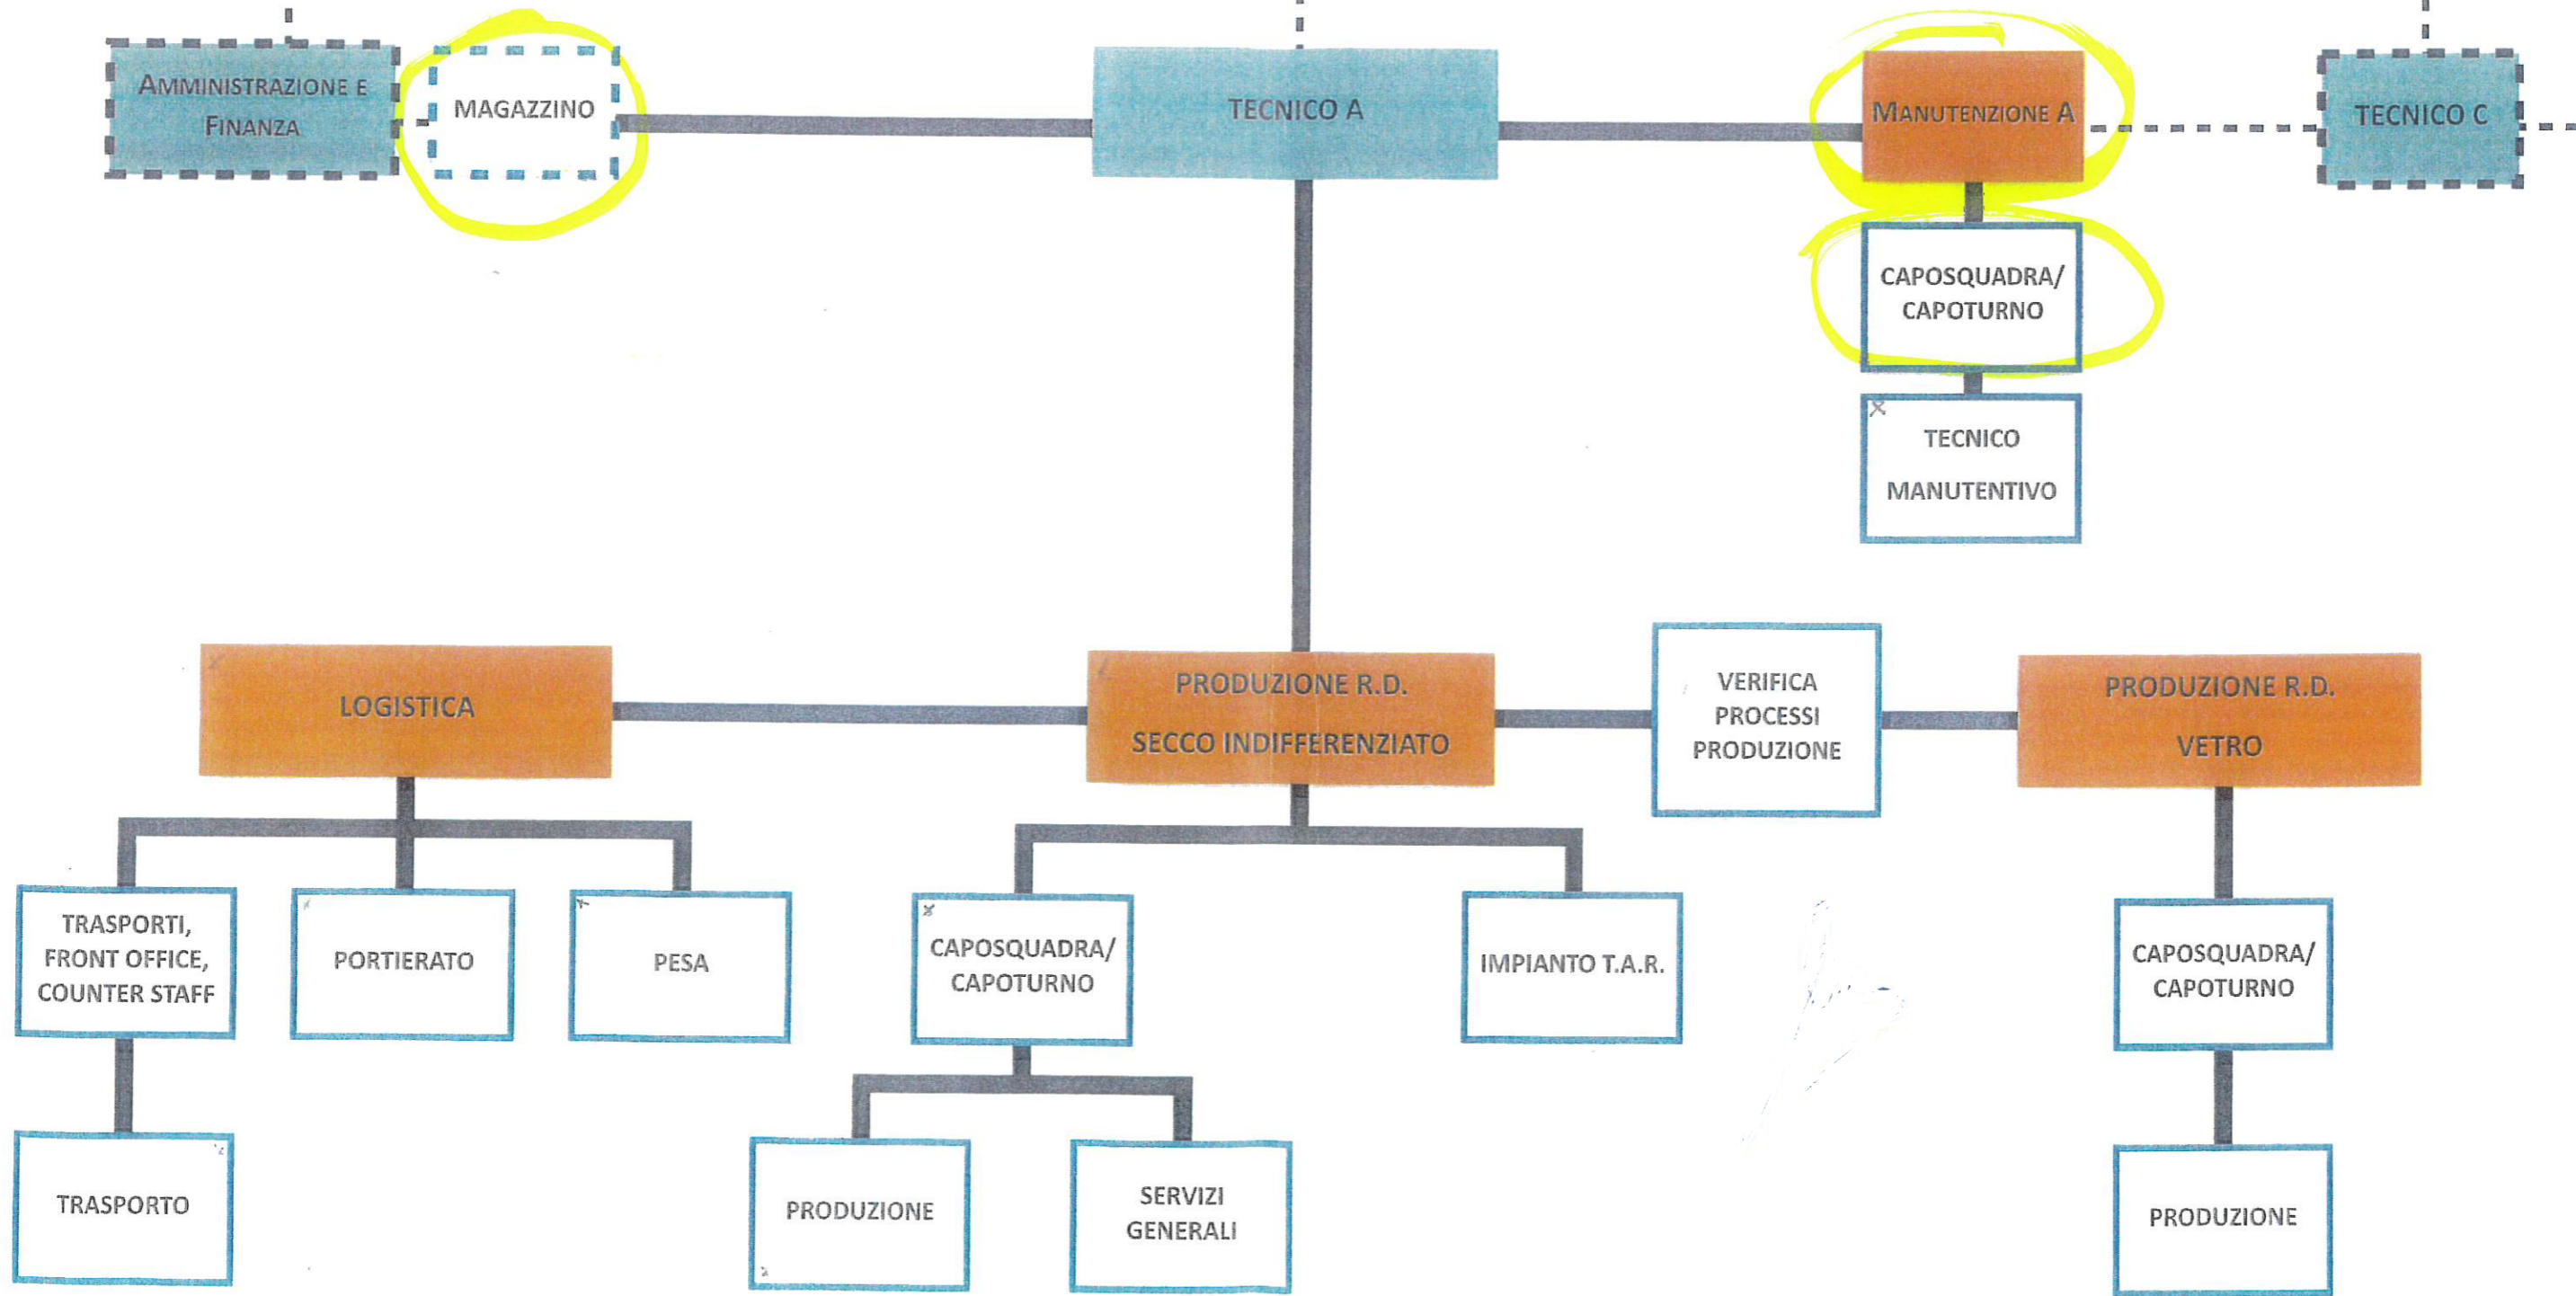 AMMINISTRAZIONE E
FINANZA
MAGAZZINO
TECNICO A
MANUTENZIONE A
TECNICO C
CAPOSQUADRA/
CAPOTURNO
TECNICO
MANUTENTIVO
LOGISTICA
PRODUZIONE R.D.
SECCO INDIFFERENZIATO
VERIFICA
PROCESSI
PRODUZIONE
PRODUZIONE R.D.
VETRO
TRASPORTI,
FRONT OFFICE,
COUNTER STAFF
PORTIERATO
PESA
CAPOSQUADRA/
CAPOTURNO
IMPIANTO T.A.R.
CAPOSQUADRA/
CAPOTURNO
TRASPORTO
PRODUZIONE
SERVIZI
GENERALI
PRODUZIONE